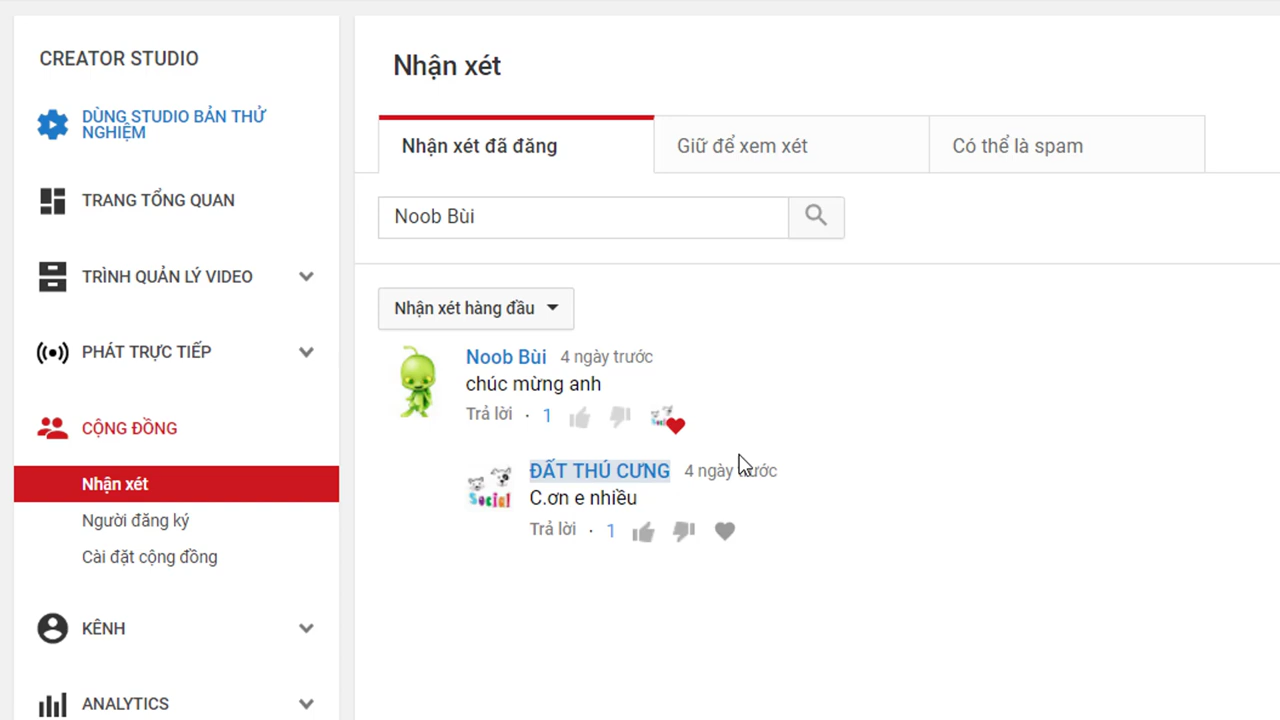 CREATOR STUDIO
DÙNG STUDIO BẢN THỬ
NGHIỆM
TRANG TỔNG QUAN
TRÌNH QUẢN LÝ VIDEO
PHÁT TRỰC TIẾP
CỘNG ĐỒNG
Nhận xét
Người đăng ký
Cài đặt cộng đồng
KÊNH
ANALYTICS
Nhận xét
Nhận xét đã đăng
Giữ để xem xét
Có thể là spam
Noob Bùi
Nhận xét hàng đầu
Noob Bùi 4 ngày trước
chúc mừng anh
Trả lời · 1
Social
ĐẤT THÚ CƯNG 4 ngày trước
C.ơn e nhiều
Trả lời · 1